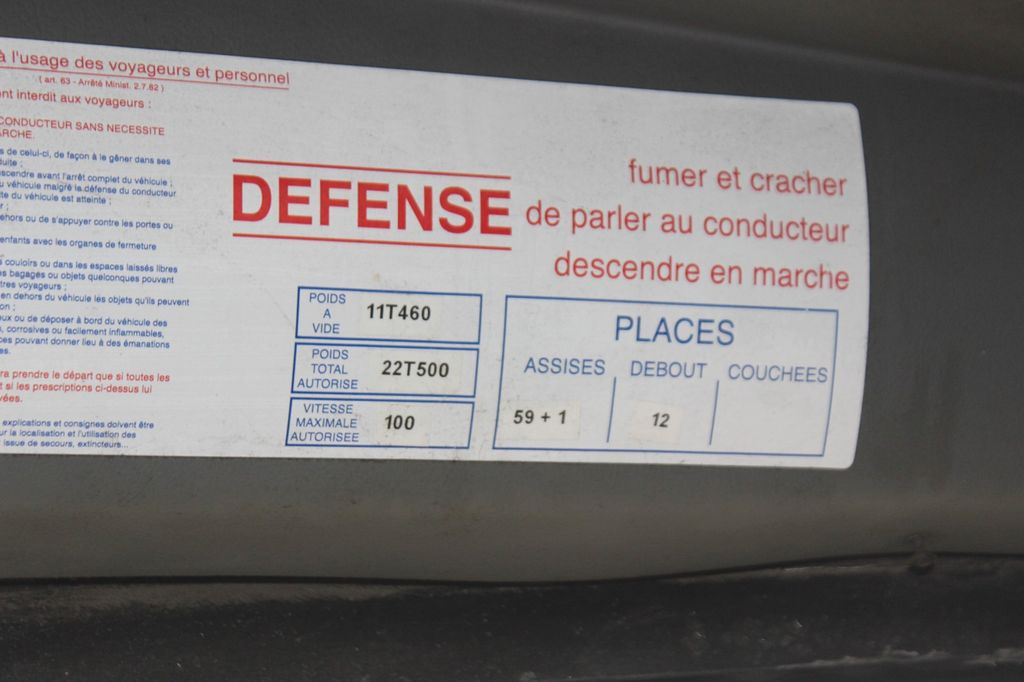 à l'usage des voyageurs et personnel
( art. 63 - Arrêté Minist. 2.7.82 )
nt interdit aux voyageurs :
CONDUCTEUR SANS NECESSITE
ARCHE.
s de celui-ci, de façon à le gêner dans ses
uite ;
scendre avant l'arrêt complet du véhicule ;
u véhicule malgré la défense du conducteur
te du véhicule est atteinte ;
r ;
ehors ou de s'appuyer contre les portes ou
enfants avec les organes de fermeture
couloirs ou dans les espaces laissés libres
s bagages ou objets quelconques pouvant
tres voyageurs ;
en dehors du véhicule les objets qu'ils peuvent
on ;
ux ou de déposer à bord du véhicule des
, corrosives ou facilement inflammables,
ces pouvant donner lieu à des émanations
es.
ra prendre le départ que si toutes les
t si les prescriptions ci-dessus lui
vées.
explications et consignes doivent être
ur la localisation et l'utilisation des
issue de secours, extincteurs...
DEFENSE
fumer et cracher
de parler au conducteur
descendre en marche
POIDS
A
VIDE
11T460
POIDS
TOTAL
AUTORISE
22T500
VITESSE
MAXIMALE
AUTORISEE
100
PLACES
ASSISES DEBOUT COUCHEES
59 + 1 12